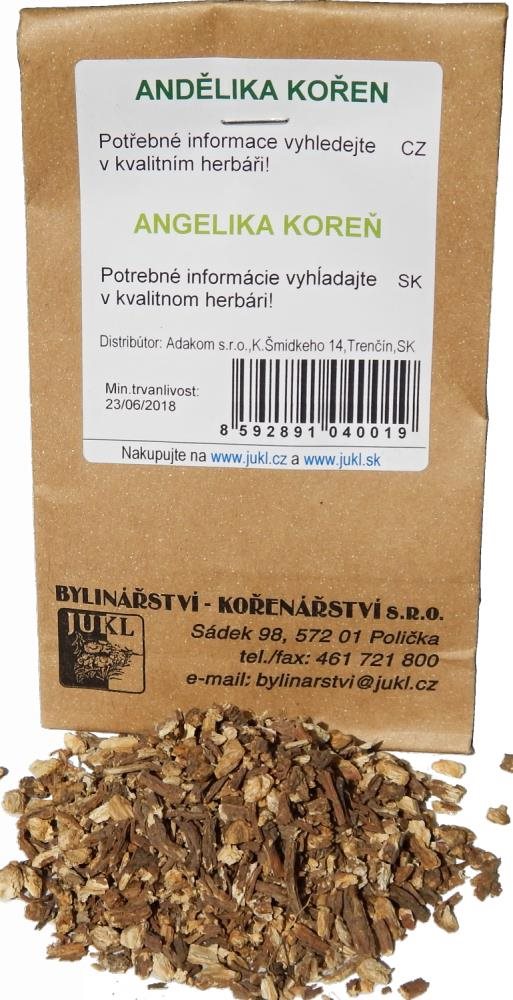 ANDĚLIKA KOŘEN
Potřebné informace vyhledejte CZ
v kvalitním herbáři!
ANGELIKA KOREŇ
Potrebné informácie vyhĺadajte SK
v kvalitnom herbári!
Distribútor: Adakom s.r.o.,K.Šmidkeho 14,Trenčín,SK
Min.trvanlivost:
23/06/2018
8 592891 040019
Nakupujte na www.jukl.cz a www.jukl.sk
BYLINÁŘSTVÍ - KOŘENÁŘSTVÍ S.R.O.
JUKL
Sádek 98, 572 01 Polička
tel./fax: 461 721 800
e-mail: bylinarstvi@jukl.cz